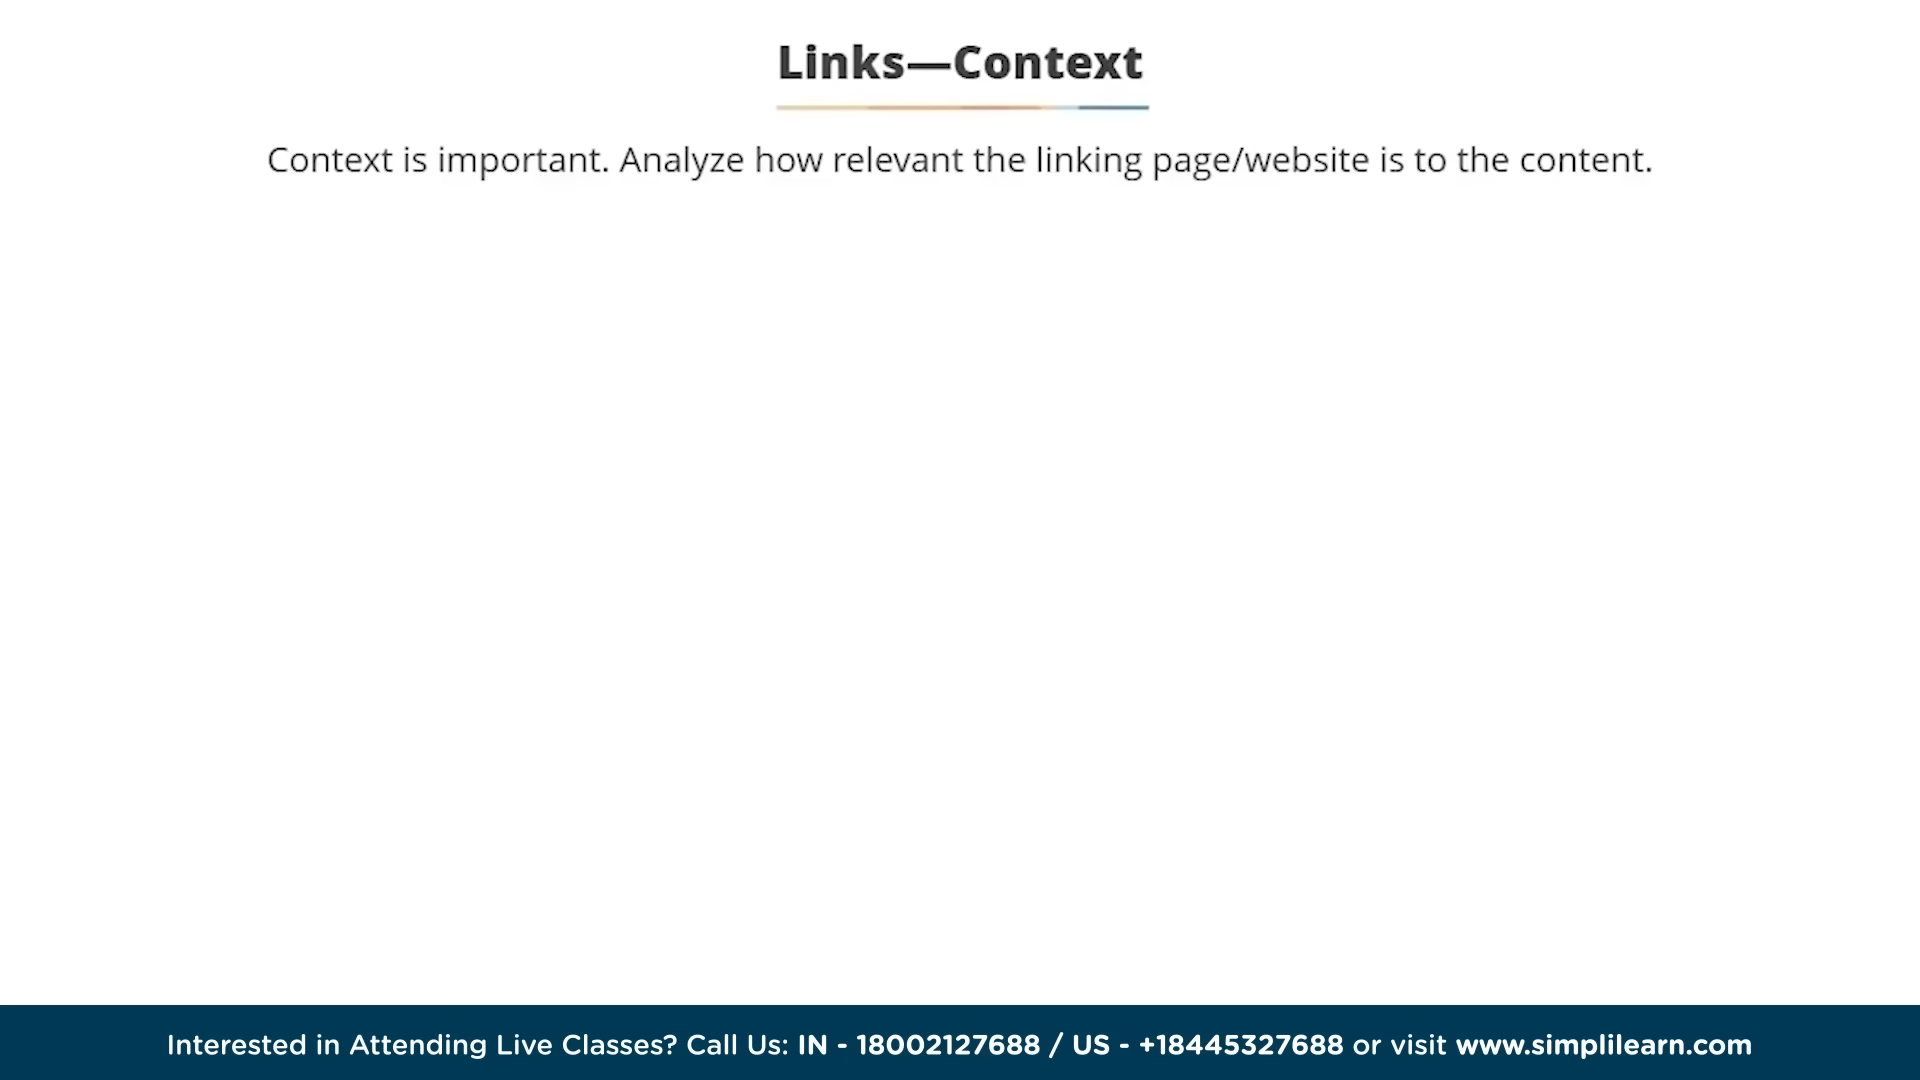 Links—Context
Context is important. Analyze how relevant the linking page/website is to the content.
Interested in Attending Live Classes? Call Us: IN - 18002127688 / US - +18445327688 or visit www.simplilearn.com